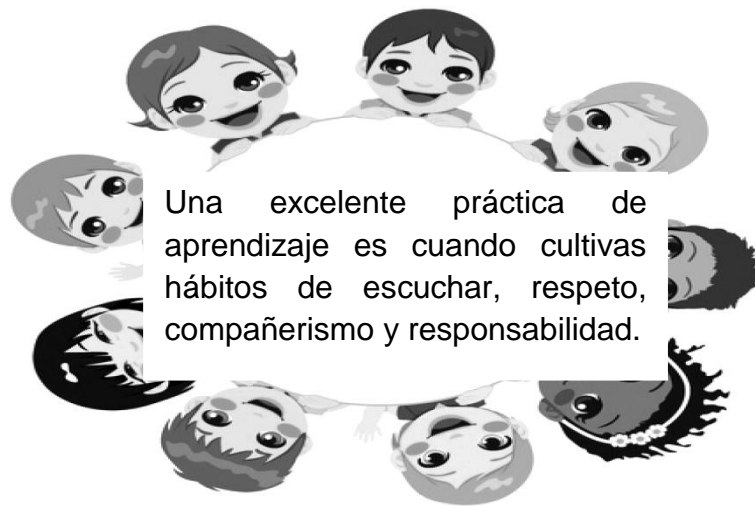 Una excelente práctica de
aprendizaje es cuando cultivas
hábitos de escuchar, respeto,
compañerismo y responsabilidad.